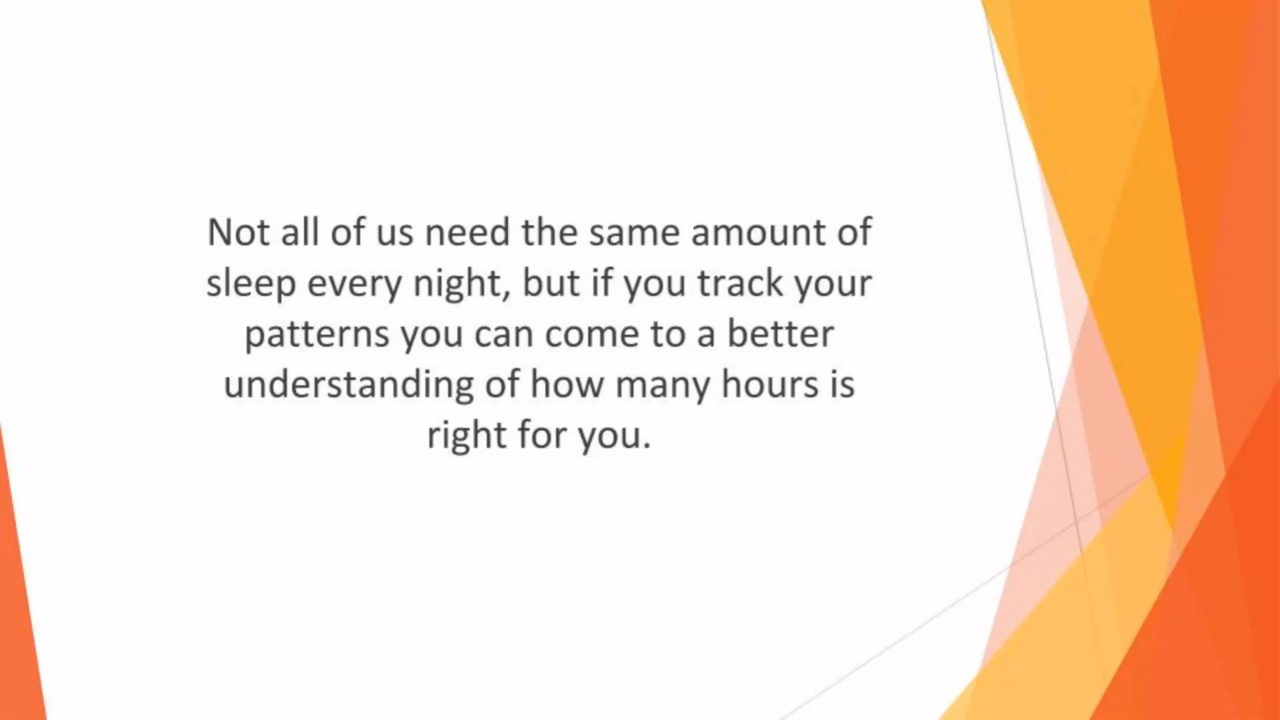 Not all of us need the same amount of
sleep every night, but if you track your
patterns you can come to a better
understanding of how many hours is
right for you.